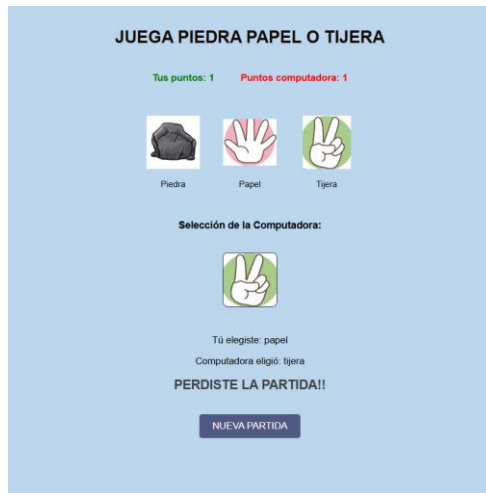 JUEGA PIEDRA PAPEL O TIJERA
Tus puntos: 1 Puntos computadora: 1
Piedra Papel Tijera
Selección de la Computadora:
Tú elegiste: papel
Computadora eligió: tijera
PERDISTE LA PARTIDA!!
NUEVA PARTIDA